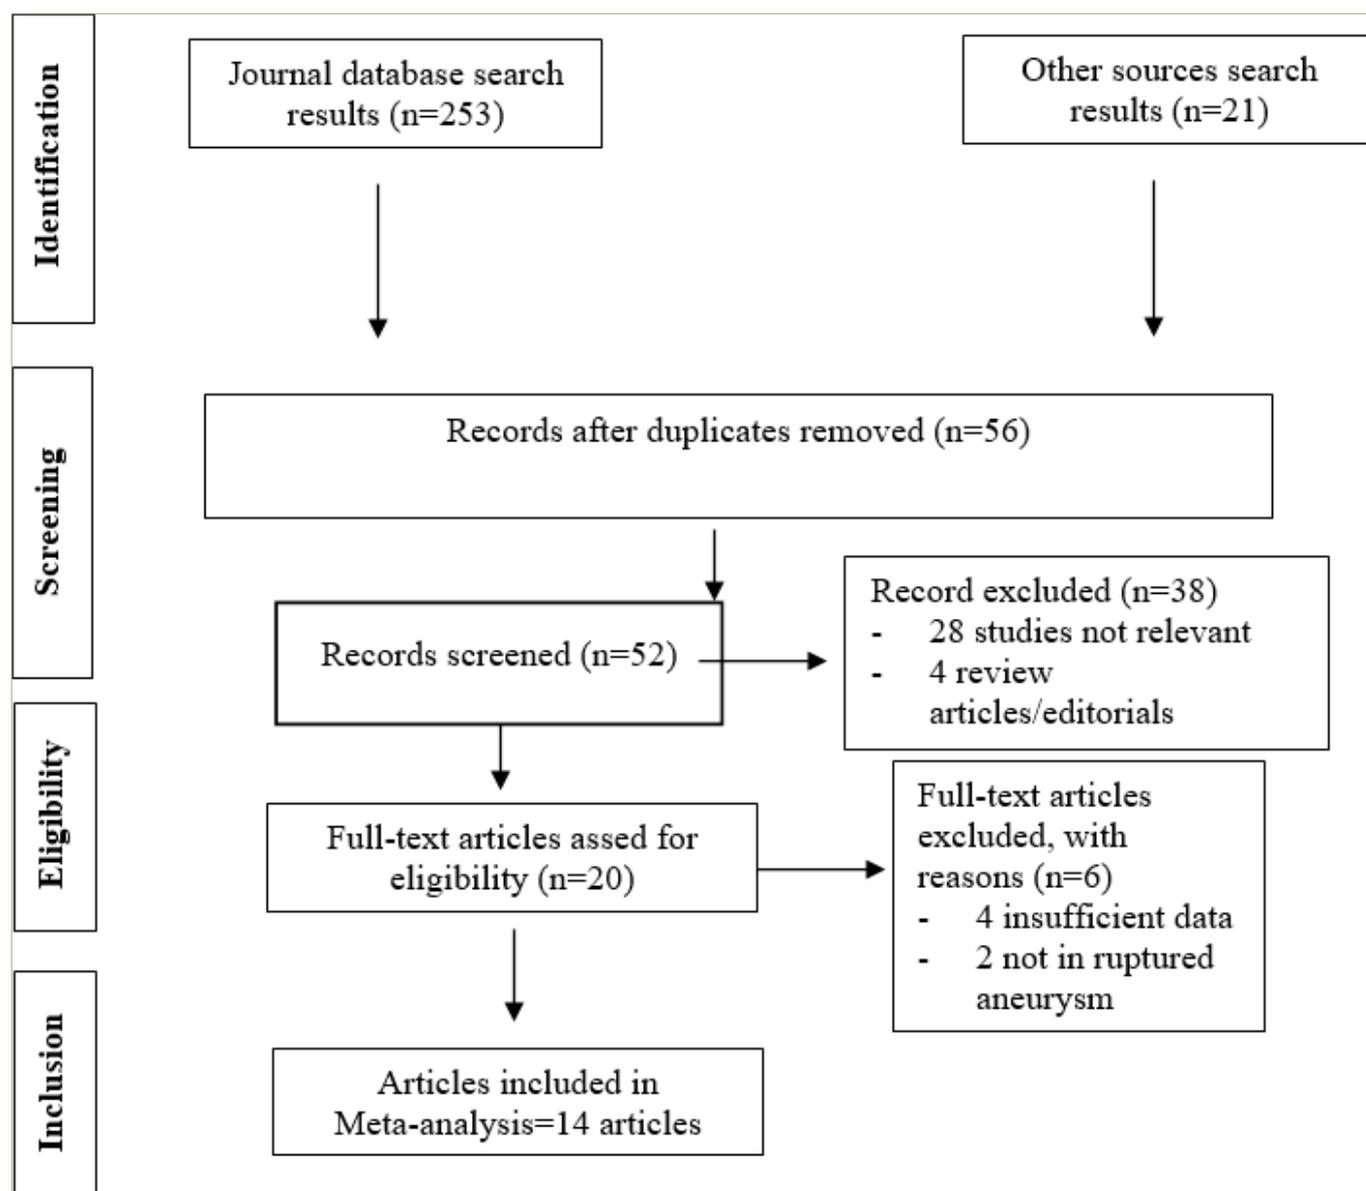 Identification
Journal database search
results (n=253)
Other sources search
results (n=21)
Screening
Records after duplicates removed (n=56)
Records screened (n=52)
Record excluded (n=38)
- 28 studies not relevant
- 4 review
articles/editorials
Eligibility
Full-text articles assed for
eligibility (n=20)
Full-text articles
excluded, with
reasons (n=6)
- 4 insufficient data
- 2 not in ruptured
aneurysm
Inclusion
Articles included in
Meta-analysis=14 articles